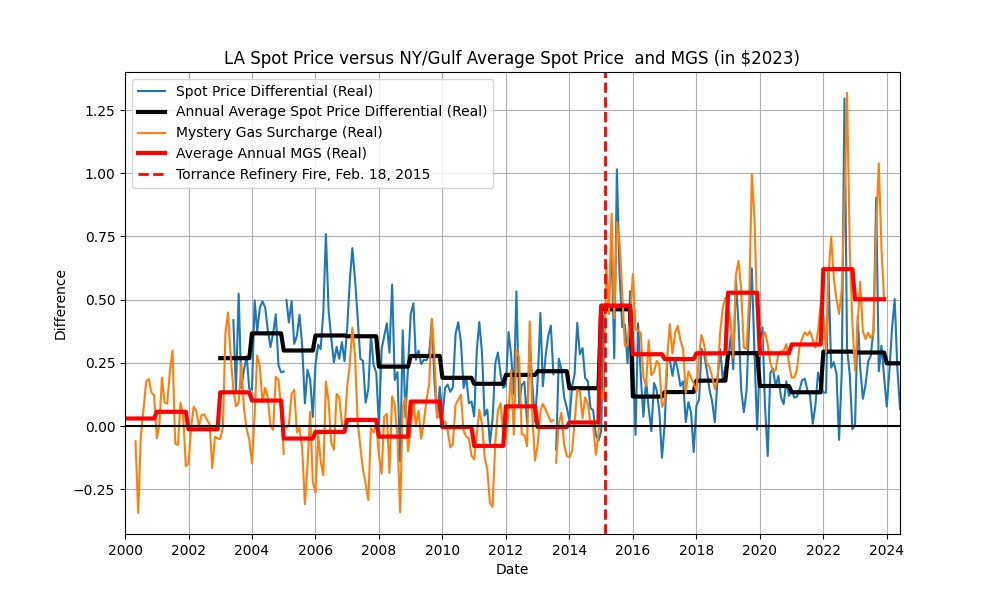 LA Spot Price versus NY/Gulf Average Spot Price  and MGS (in $2023)
Spot Price Differential (Real)
Annual Average Spot Price Differential (Real)
Mystery Gas Surcharge (Real)
Average Annual MGS (Real)
Torrance Refinery Fire, Feb. 18, 2015
1.25
1.00
0.75
0.50
0.25
0.00
−0.25
Difference
2000 2002 2004 2006 2008 2010 2012 2014 2016 2018 2020 2022 2024
Date